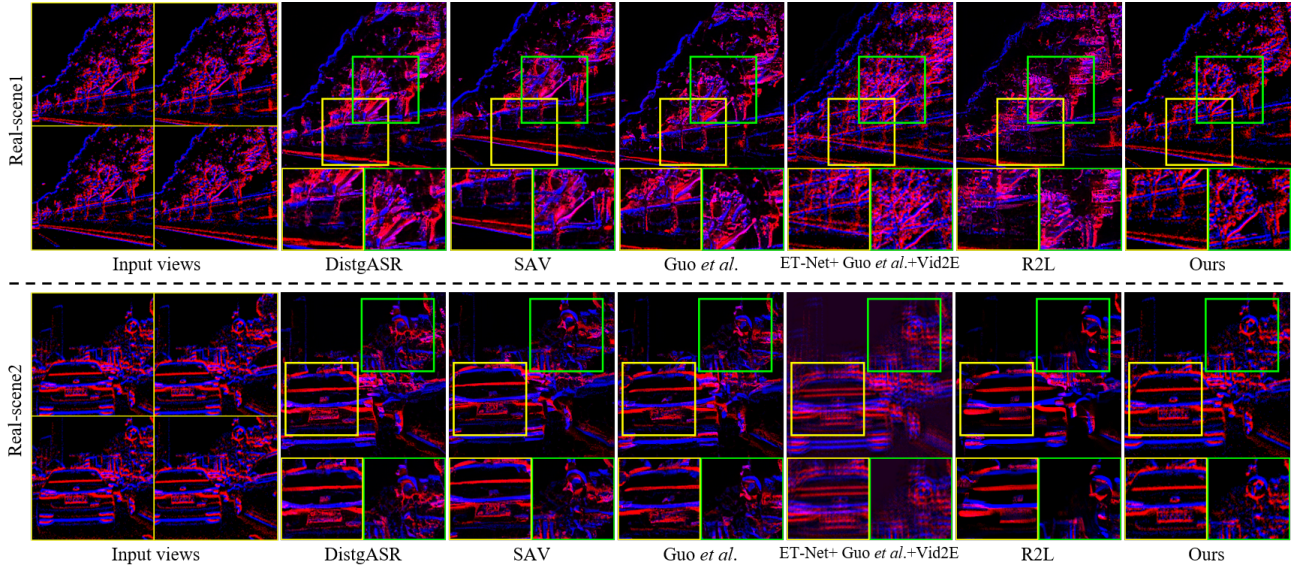 Real-scene1
Input views
DistgASR
SAV
Guo et al.
ET-Net+ Guo et al.+Vid2E
R2L
Ours
Real-scene2
Input views
DistgASR
SAV
Guo et al.
ET-Net+ Guo et al.+Vid2E
R2L
Ours